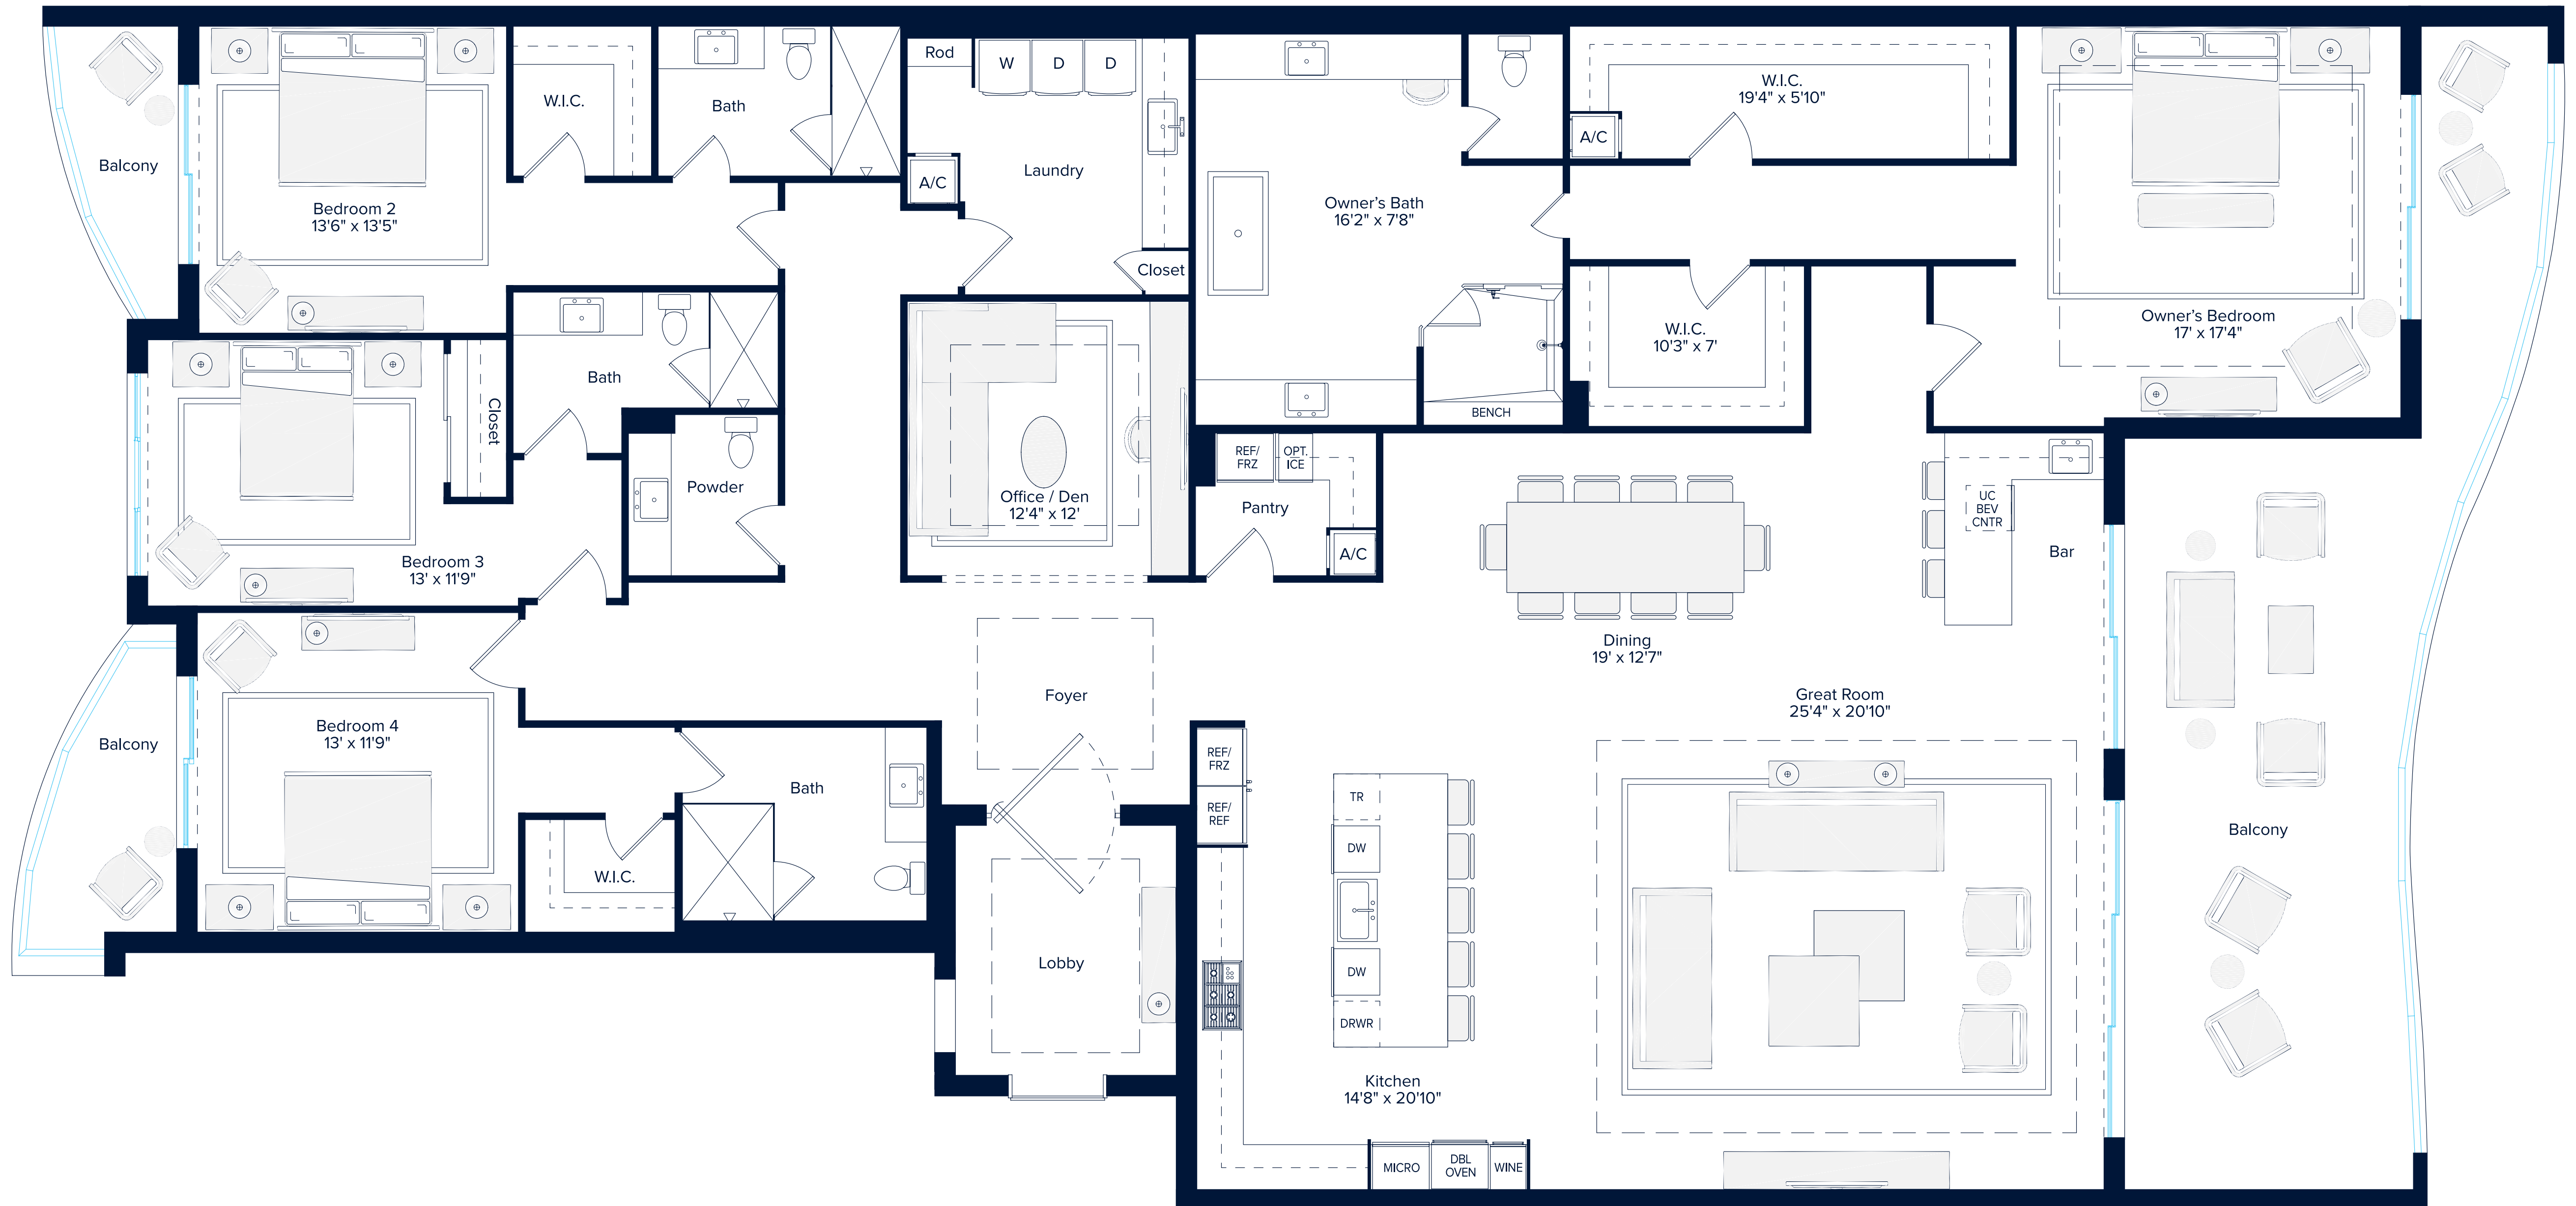 Balcony
Bedroom 2
13'6" x 13'5"
W.I.C.
Bath
Rod
W
D
D
A/C
Laundry
Closet
Owner's Bath
16'2" x 7'8"
BENCH
A/C
W.I.C.
19'4" x 5'10"
W.I.C.
10'3" x 7'
Owner's Bedroom
17' x 17'4"
Bath
Closet
Bedroom 3
13' x 11'9"
Powder
Office / Den
12'4" x 12'
REF/
FRZ
OPT.
ICE
Pantry
A/C
Dining
19' x 12'7"
UC
BEV
CNTR
Bar
Great Room
25'4" x 20'10"
Balcony
Balcony
Bedroom 4
13' x 11'9"
W.I.C.
Bath
Foyer
Lobby
REF/
FRZ
REF/
REF
TR
DW
DW
DRWR
Kitchen
14'8" x 20'10"
MICRO
DBL
OVEN
WINE